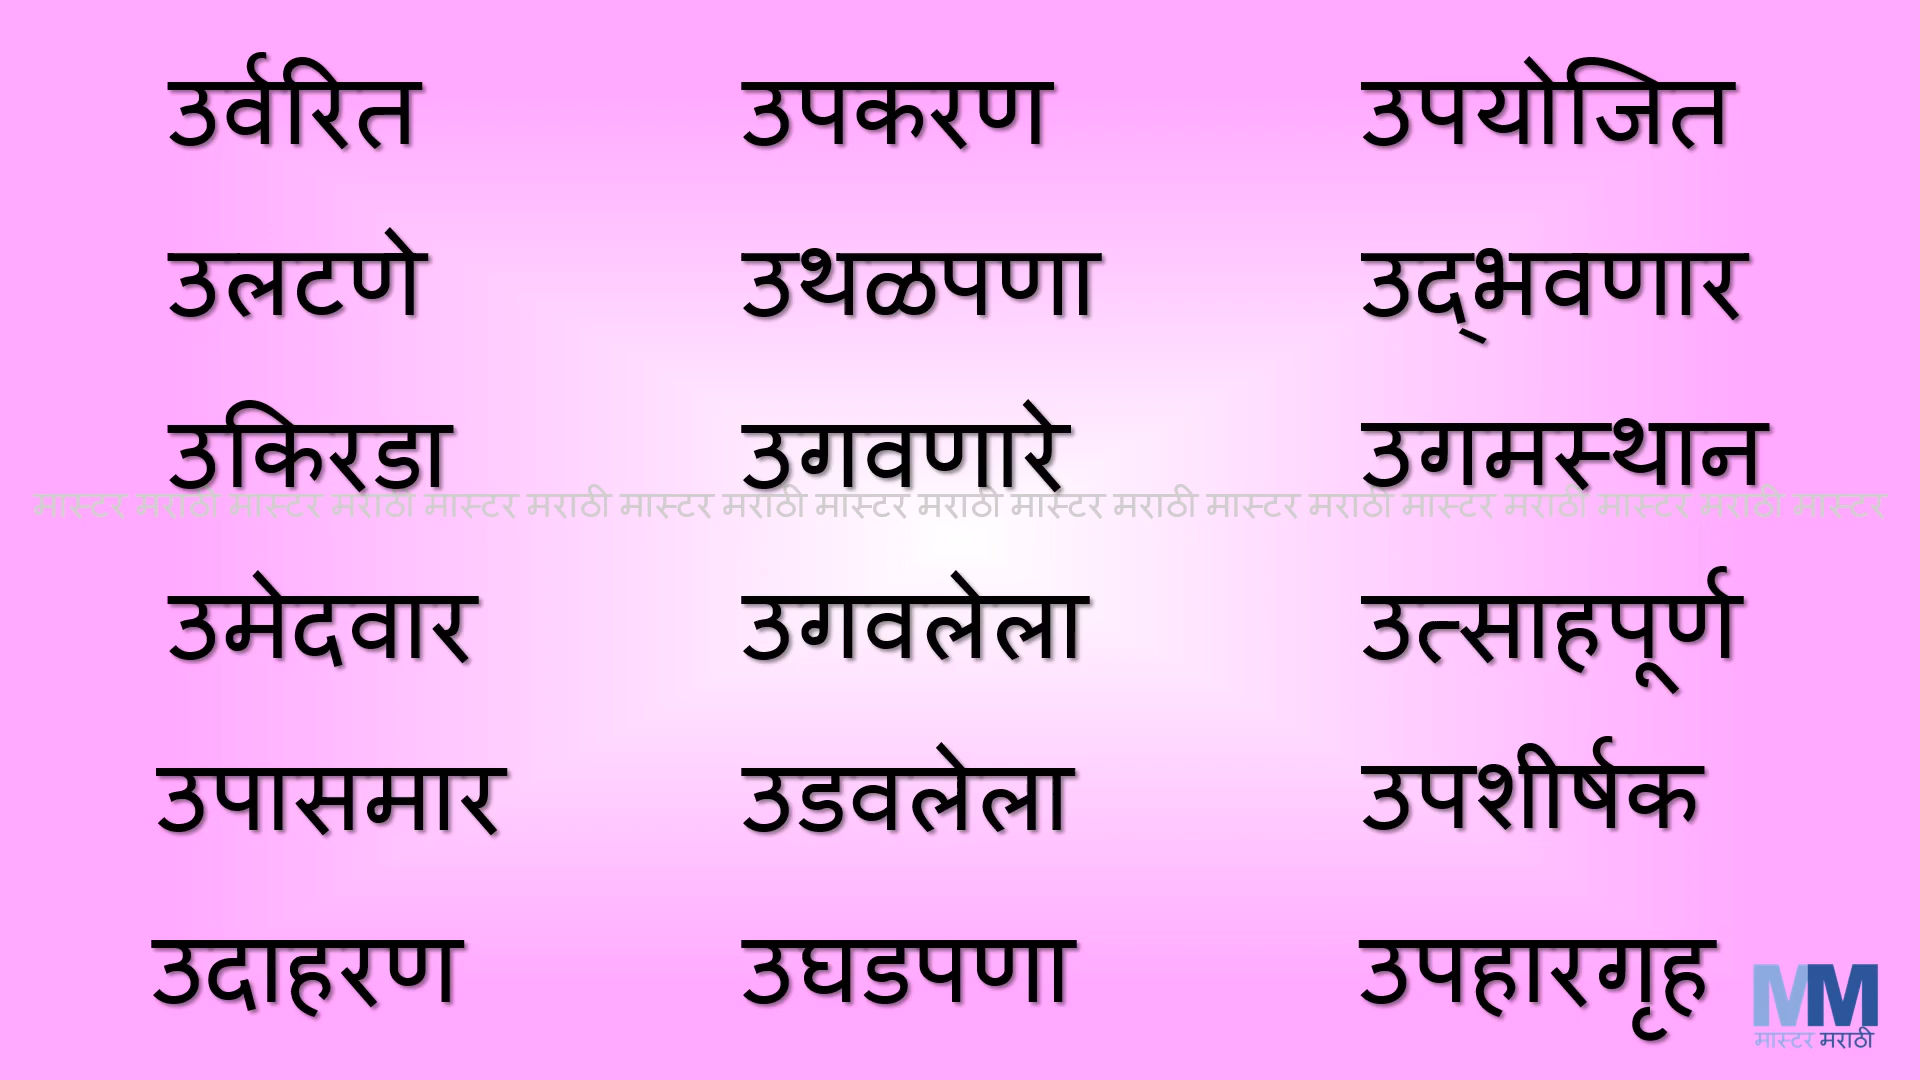 उर्वरित उपकरण उपयोजित
उलटणे उथळपणा उद्‌भवणार
उकिरडा उगवणारे उगमस्थान
मास्टर मराठी मास्टर मराठी मास्टर मराठी मास्टर मराठी मास्टर मराठी मास्टर मराठी मास्टर मराठी मास्टर मराठी मास्टर मराठी मास्टर
उमेदवार उगवलेला उत्साहपूर्ण
उपासमार उडवलेला उपशीर्षक
उदाहरण उघडपणा उपहारगृह
MM
मास्टर मराठी